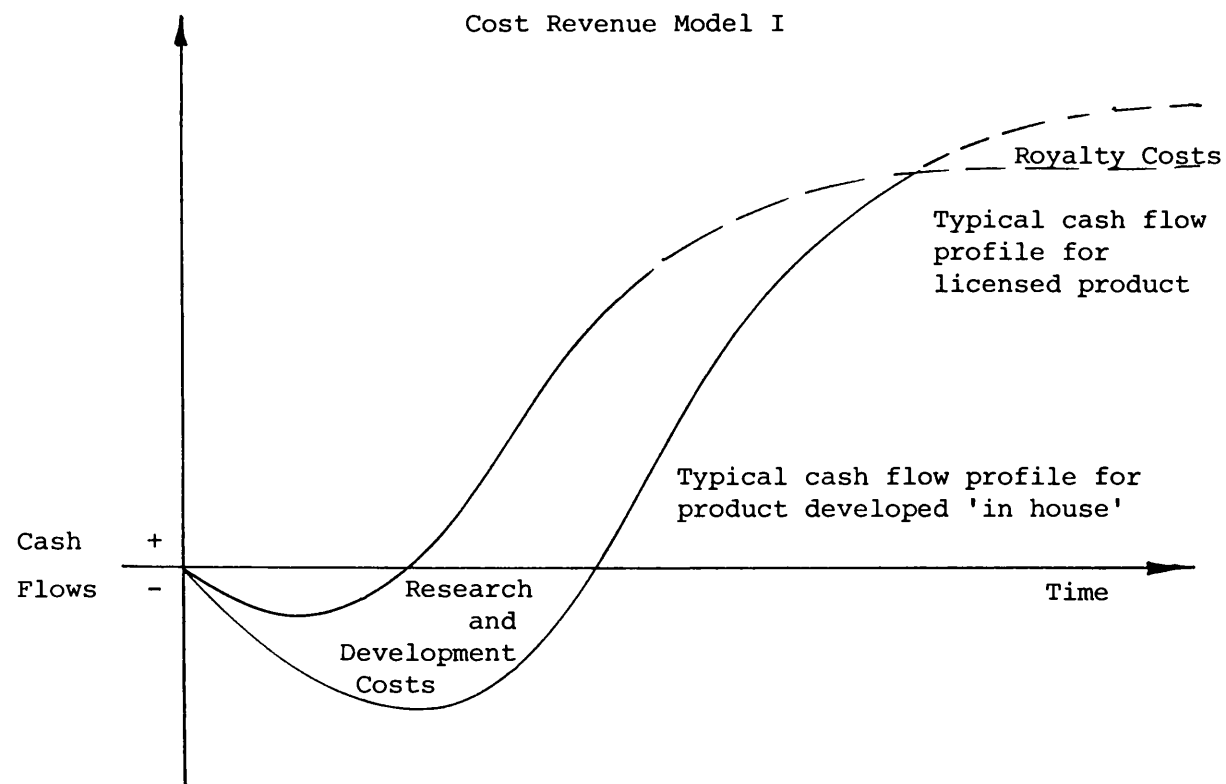 Cost Revenue Model I
Royalty Costs
Typical cash flow
profile for
licensed product
Typical cash flow profile for
product developed 'in house'
Cash +
Flows -
Research
and
Development
Costs
Time